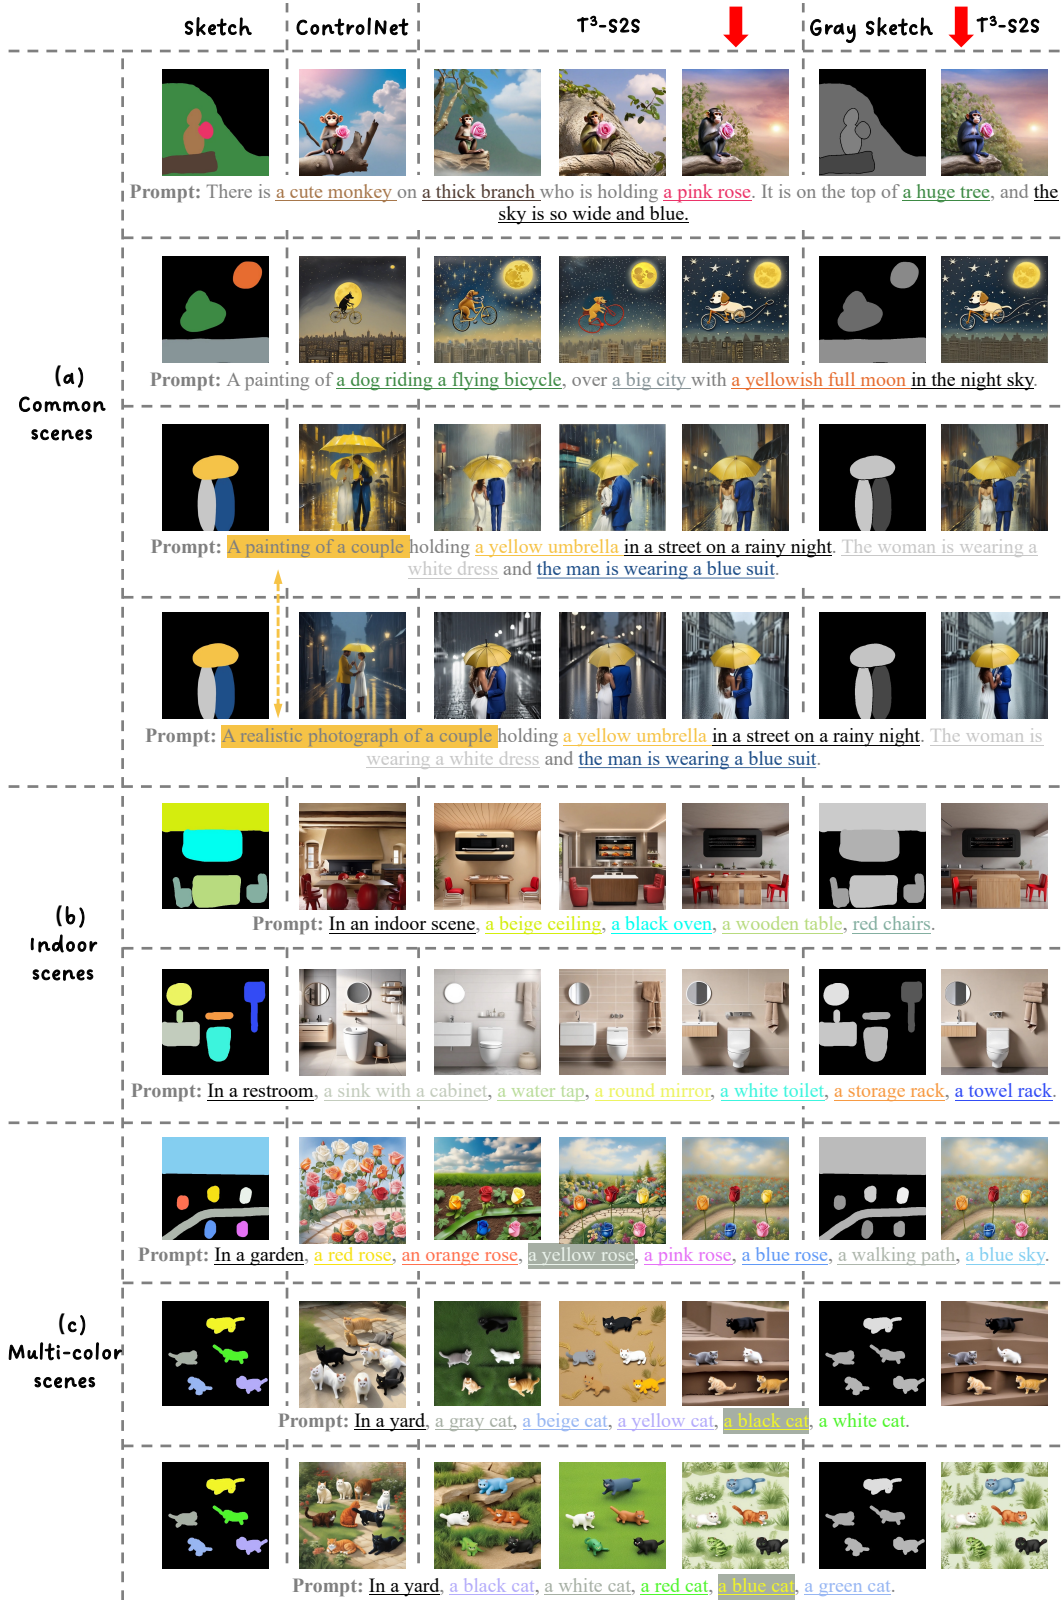 Sketch ControlNet T³-S2S Gray Sketch T³-S2S
Prompt: There is a cute monkey on a thick branch who is holding a pink rose. It is on the top of a huge tree, and the
sky is so wide and blue.
Prompt: A painting of a dog riding a flying bicycle, over a big city with a yellowish full moon in the night sky.
(a)
Common
scenes
Prompt: A painting of a couple holding a yellow umbrella in a street on a rainy night. The woman is wearing a
white dress and the man is wearing a blue suit.
Prompt: A realistic photograph of a couple holding a yellow umbrella in a street on a rainy night. The woman is
wearing a white dress and the man is wearing a blue suit.
(b)
Indoor
scenes
Prompt: In an indoor scene, a beige ceiling, a black oven, a wooden table, red chairs.
Prompt: In a restroom, a sink with a cabinet, a water tap, a round mirror, a white toilet, a storage rack, a towel rack.
Prompt: In a garden, a red rose, an orange rose, a yellow rose, a pink rose, a blue rose, a walking path, a blue sky.
(c)
Multi-color
scenes
Prompt: In a yard, a gray cat, a beige cat, a yellow cat, a black cat, a white cat.
Prompt: In a yard, a black cat, a white cat, a red cat, a blue cat, a green cat.